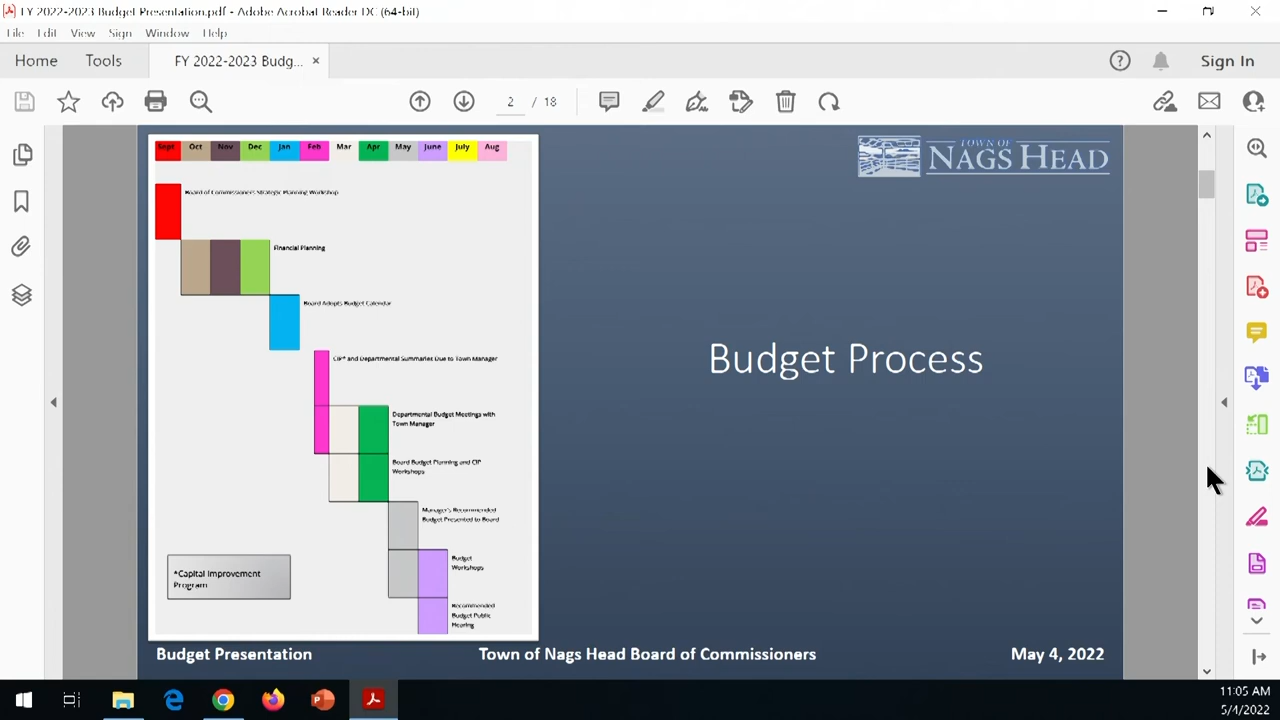 FY 2022-2023 Budget Presentation.pdf - Adobe Acrobat Reader DC (64-bit)
File Edit View Sign Window Help
Home Tools FY 2022-2023 Budg... × Sign In
2 / 18
Sept Oct Nov Dec Jan Feb Mar Apr May June July Aug
TOWN OF
NAGS HEAD
Board of Commissioners Strategic Planning Workshop
Financial Planning
Board Adopts Budget Calendar
CIP* and Departmental Summaries Due to Town Manager
Budget Process
Departmental Budget Meetings with
Town Manager
Board Budget Planning and CIP
Workshops
Manager's Recommended
Budget Presented to Board
Budget
Workshops
*Capital Improvement
Program
Recommended
Budget Public
Hearing
Budget Presentation Town of Nags Head Board of Commissioners May 4, 2022
11:05 AM
5/4/2022